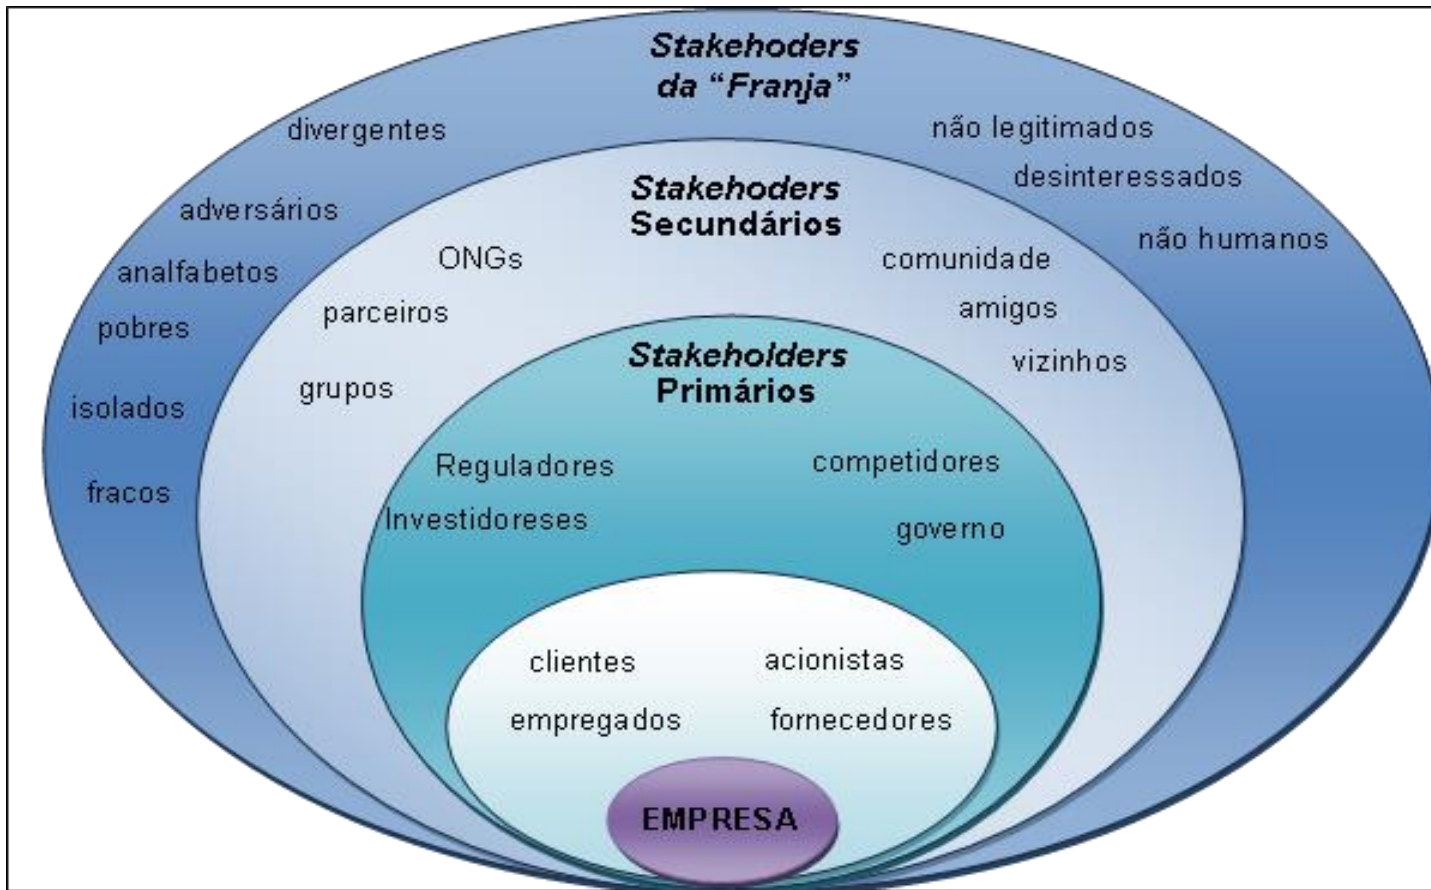 Stakehoders
da “Franja”
divergentes
não legitimados
desinteressados
adversários
não humanos
analfabetos
pobres
isolados
fracos
Stakehoders
Secundários
ONGs
comunidade
parceiros
amigos
vizinhos
grupos
Stakeholders
Primários
Reguladores
competidores
Investidoreses
governo
clientes
acionistas
empregados
fornecedores
EMPRESA